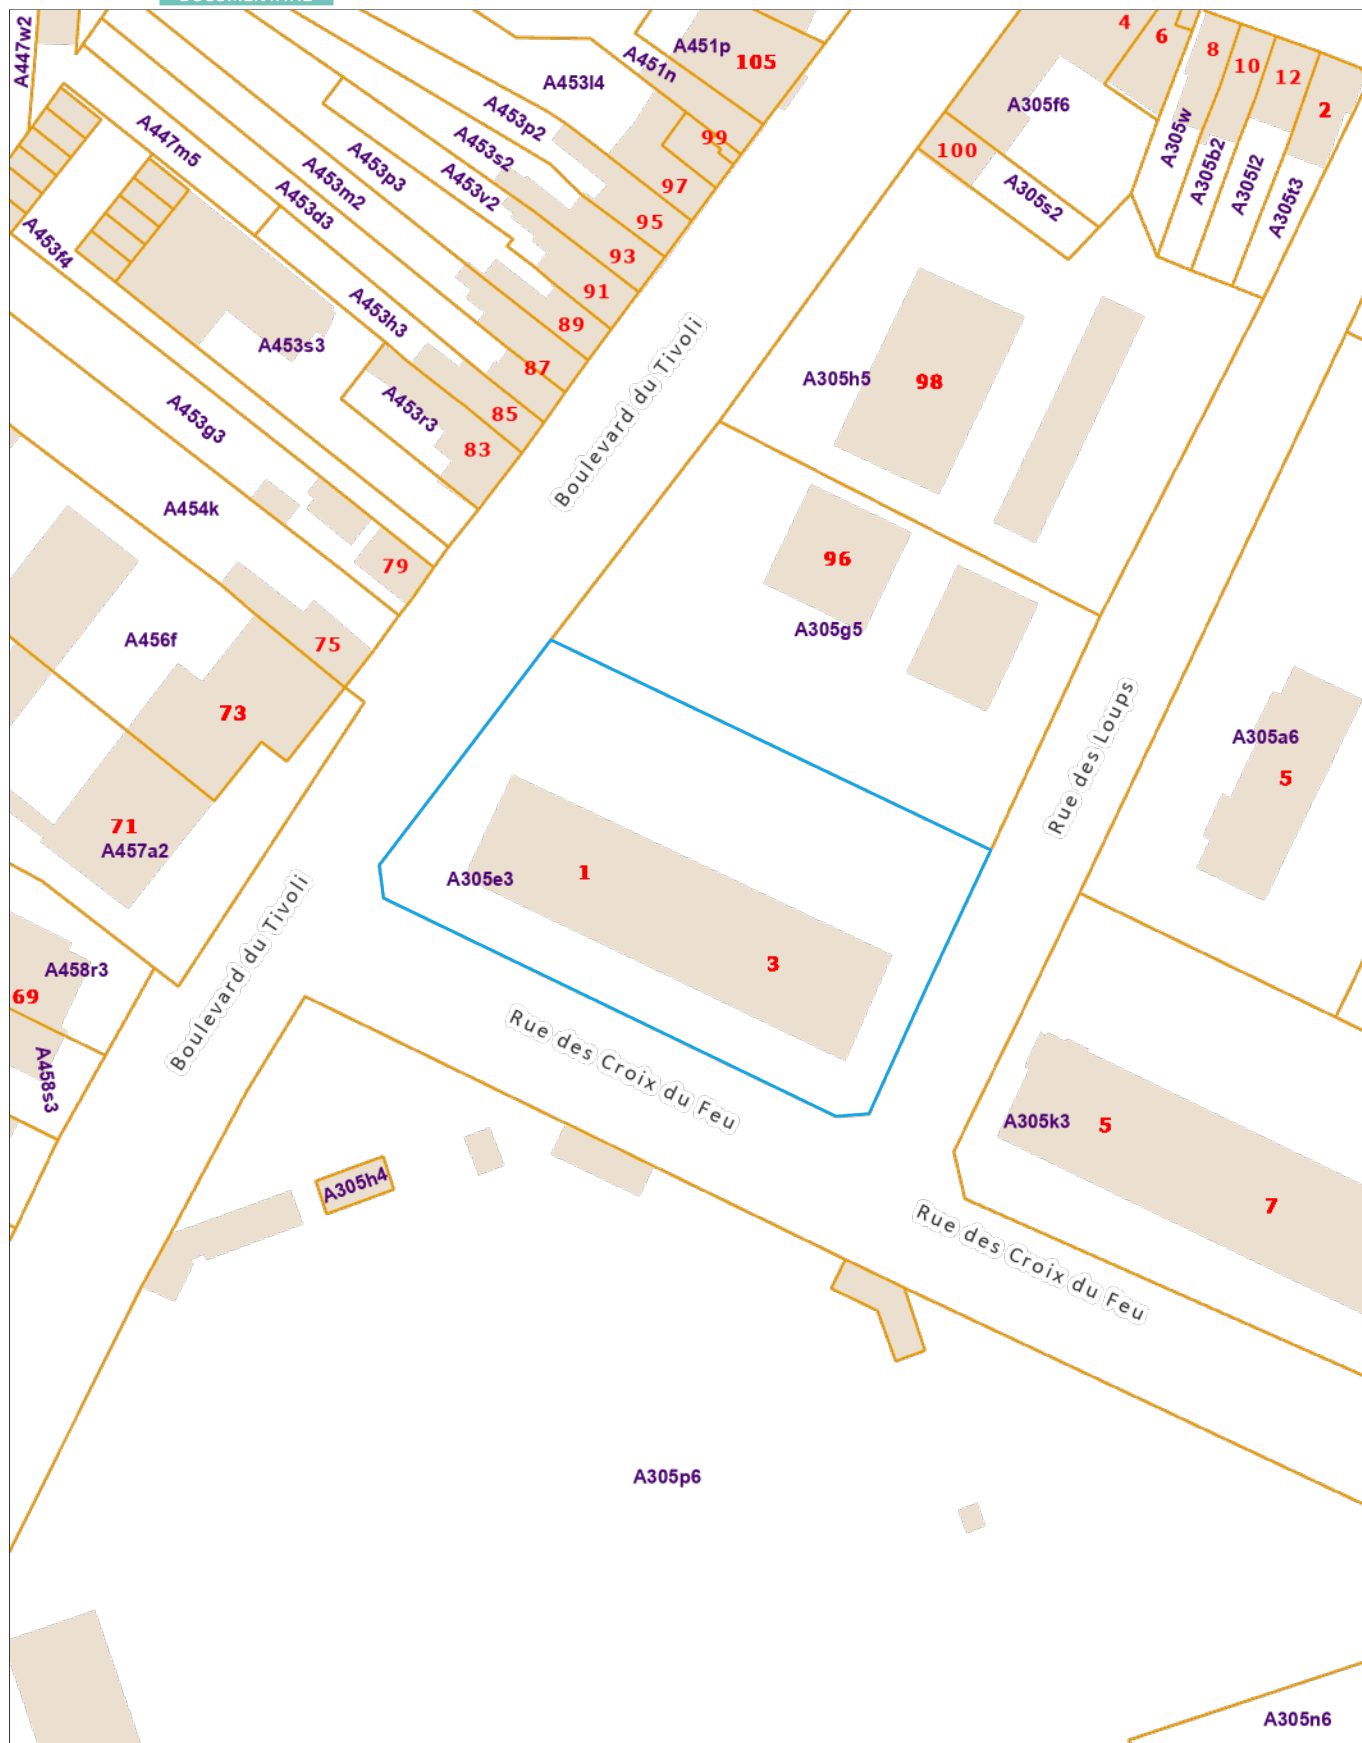 A447w2
A451p
105
A451n
A453l4
4
6
8
10
12
2
A305f6
A453p2
A447m5
A453s2
A453p3
A453m2
A453v2
A453d3
99
97
95
93
91
89
87
85
83
100
A305s2
A305w
A305b2
A305l2
A305t3
A453f4
A453h3
A453s3
A453r3
A453g3
Boulevard du Tivoli
A305h5
98
A454k
79
96
A305g5
A456f
75
73
71
A457a2
Rue des Loups
A305a6
5
A305e3
1
3
Boulevard du Tivoli
A458r3
69
A458s3
Rue des Croix du Feu
A305k3
5
7
A305h4
Rue des Croix du Feu
A305p6
A305n6